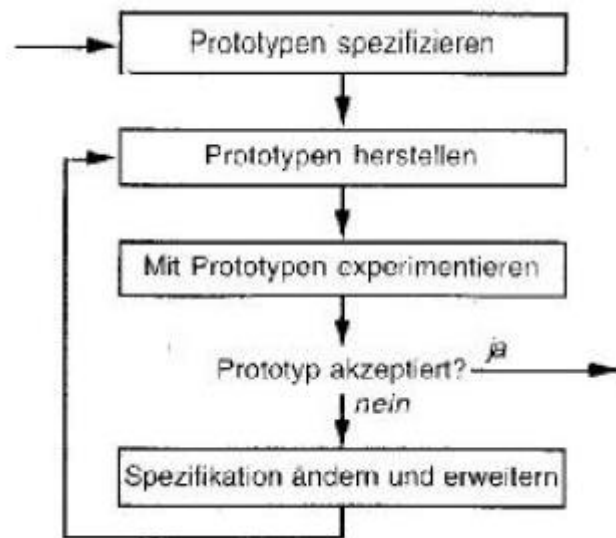 Prototypen spezifizieren
Prototypen herstellen
Mit Prototypen experimentieren
Prototyp akzeptiert?
ja
nein
Spezifikation ändern und erweitern